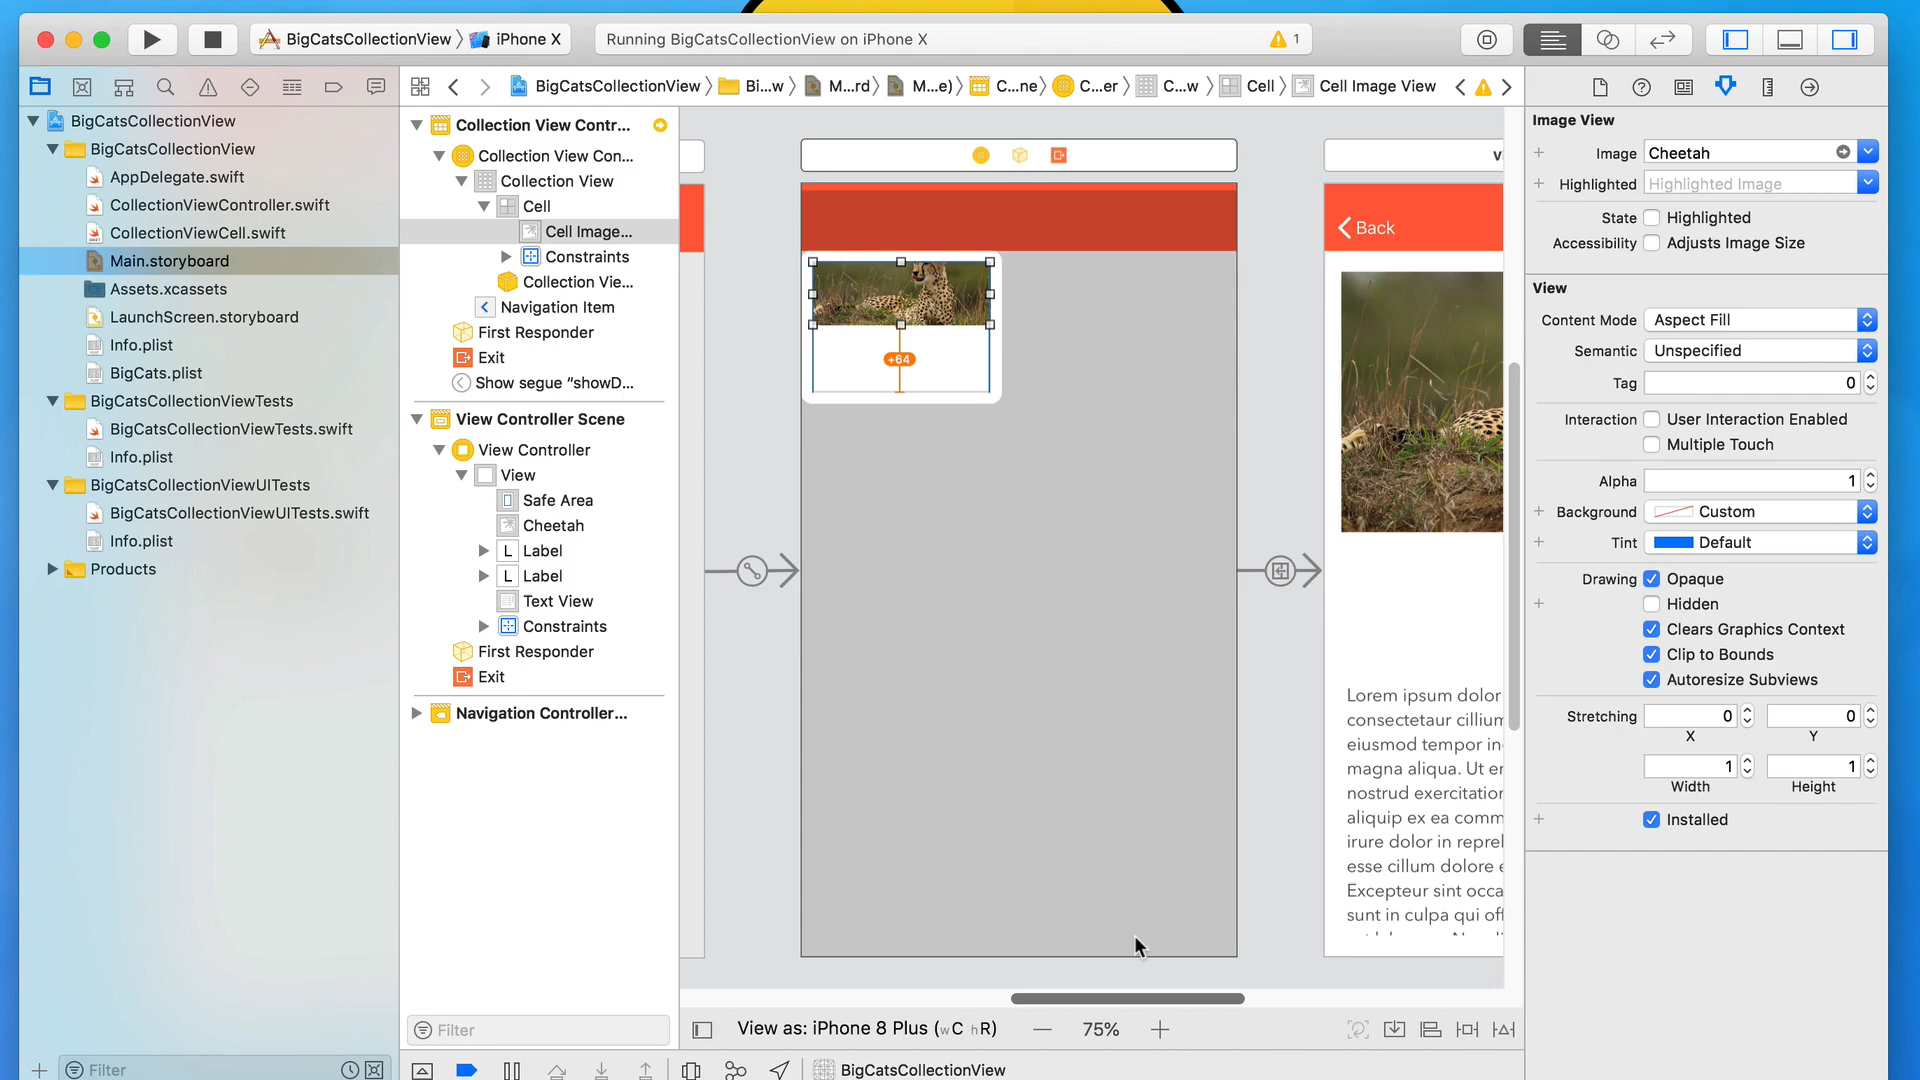 BigCatsCollectionView
iPhone X
Running BigCatsCollectionView on iPhone X
1
BigCatsCollectionView
Bi...w
M...rd
M...e)
C...ne
C...er
C...w
Cell
Cell Image View
BigCatsCollectionView
BigCatsCollectionView
AppDelegate.swift
CollectionViewController.swift
CollectionViewCell.swift
Main.storyboard
Assets.xcassets
LaunchScreen.storyboard
Info.plist
BigCats.plist
BigCatsCollectionViewTests
BigCatsCollectionViewTests.swift
Info.plist
BigCatsCollectionViewUITests
BigCatsCollectionViewUITests.swift
Info.plist
Products
Filter
Collection View Contr...
Collection View Con...
Collection View
Cell
Cell Image...
Constraints
Collection Vie...
Navigation Item
First Responder
Exit
Show segue “showD...
View Controller Scene
View Controller
View
Safe Area
Cheetah
L Label
L Label
Text View
Constraints
First Responder
Exit
Navigation Controller...
Filter
+64
Back
Lorem ipsum dolor
consectetaur cillium
eiusmod tempor in
magna aliqua. Ut e
nostrud exercitation
aliquip ex ea comm
irure dolor in repre
esse cillum dolore e
Excepteur sint occa
sunt in culpa qui off
View as: iPhone 8 Plus (wC hR)
75%
BigCatsCollectionView
Image View
Image Cheetah
Highlighted Highlighted Image
State Highlighted
Accessibility Adjusts Image Size
View
Content Mode Aspect Fill
Semantic Unspecified
Tag 0
Interaction User Interaction Enabled
Multiple Touch
Alpha 1
Background Custom
Tint Default
Drawing Opaque
Hidden
Clears Graphics Context
Clip to Bounds
Autoresize Subviews
Stretching 0 0
X Y
1 1
Width Height
Installed